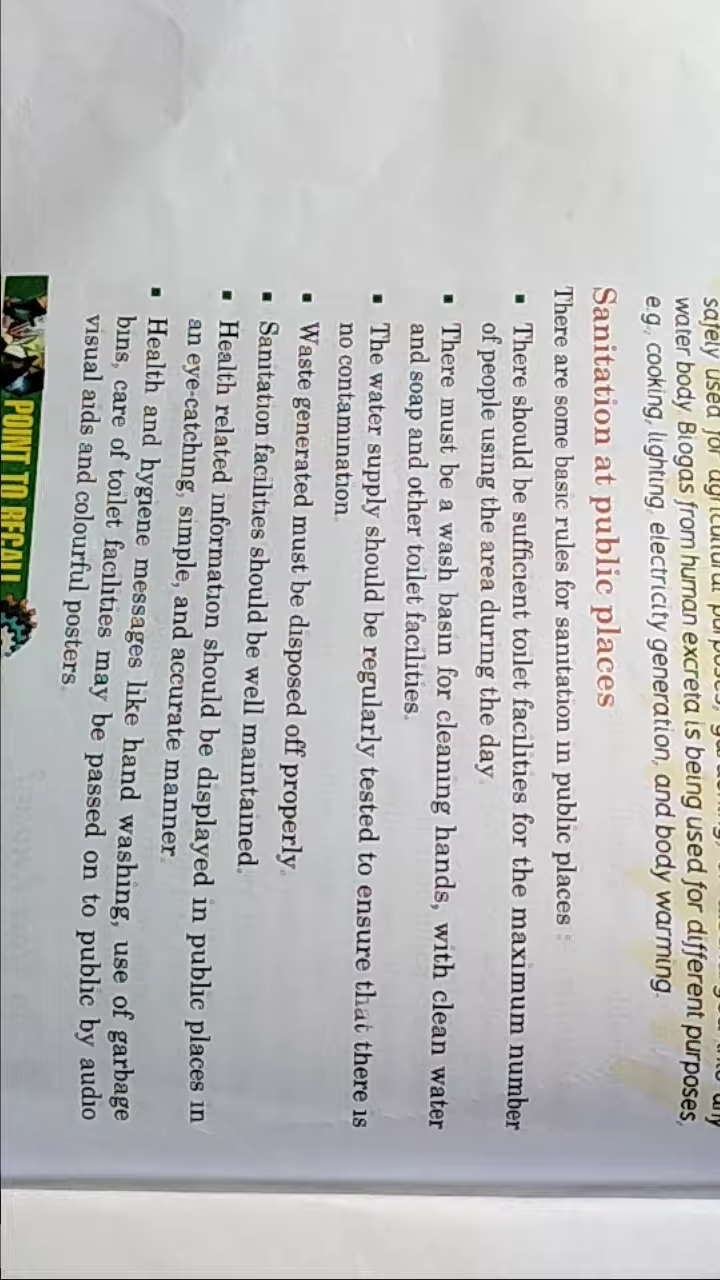 safely used for agricultural
water body. Biogas from human excreta is being used for different purposes,
e.g., cooking, lighting, electricity generation, and body warming.
Sanitation at public places
There are some basic rules for sanitation in public places :
▪ There should be sufficient toilet facilities for the maximum number
of people using the area during the day.
▪ There must be a wash basin for cleaning hands, with clean water
and soap and other toilet facilities.
▪ The water supply should be regularly tested to ensure that there is
no contamination.
▪ Waste generated must be disposed off properly.
▪ Sanitation facilities should be well maintained.
▪ Health related information should be displayed in public places in
an eye-catching, simple, and accurate manner.
▪ Health and hygiene messages like hand washing, use of garbage
bins, care of toilet facilities may be passed on to public by audio
visual aids and colourful posters.
POINT TO RECALL